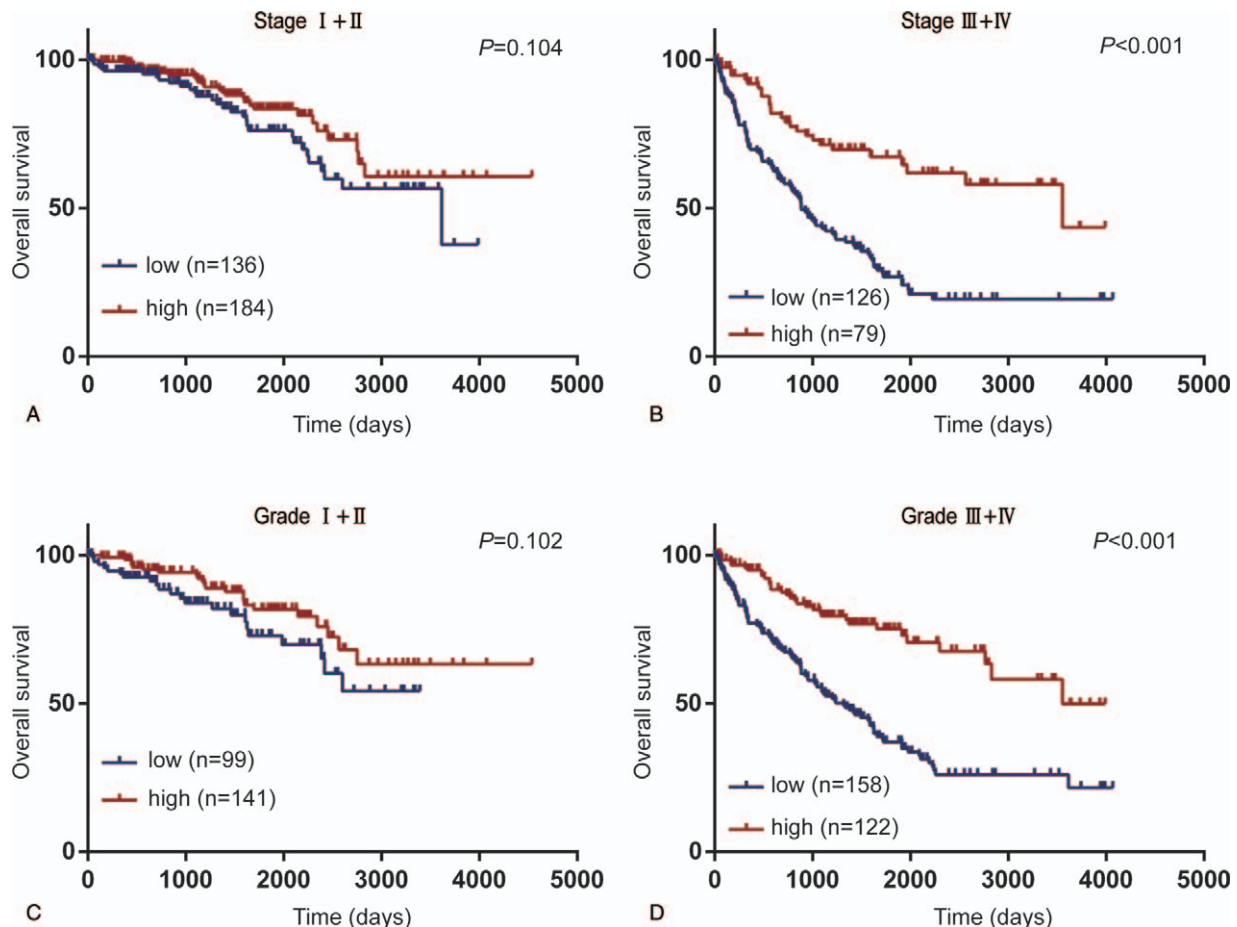 Stage Ⅰ+Ⅱ
P=0.104
100
50
0
Overall survival
low (n=136)
high (n=184)
0 1000 2000 3000 4000 5000
Time (days)
A
Stage Ⅲ+Ⅳ
P<0.001
100
50
0
Overall survival
low (n=126)
high (n=79)
0 1000 2000 3000 4000 5000
Time (days)
B
Grade Ⅰ+Ⅱ
P=0.102
100
50
0
Overall survival
low (n=99)
high (n=141)
0 1000 2000 3000 4000 5000
Time (days)
C
Grade Ⅲ+Ⅳ
P<0.001
100
50
0
Overall survival
low (n=158)
high (n=122)
0 1000 2000 3000 4000 5000
Time (days)
D